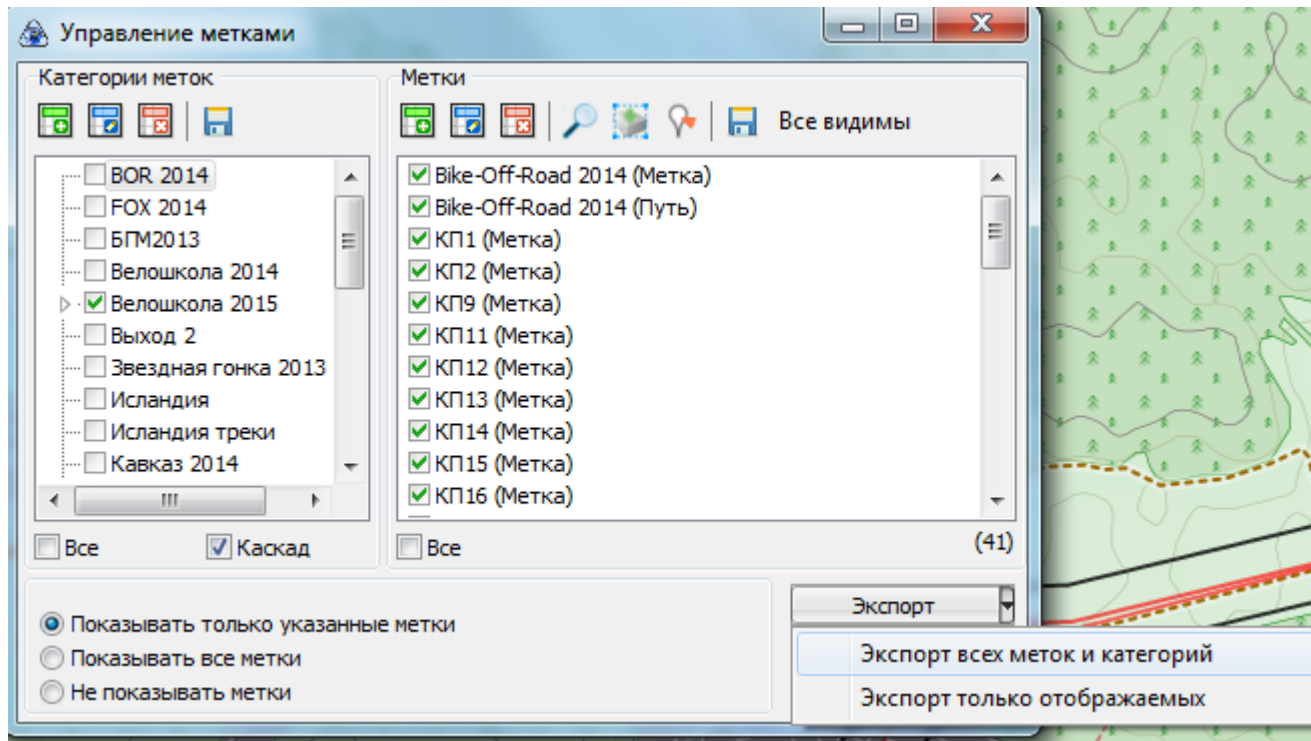 Управление метками
Категории меток
Метки
Все видимы
BOR 2014
FOX 2014
БГМ2013
Велошкола 2014
Велошкола 2015
Выход 2
Звездная гонка 2013
Исландия
Исландия треки
Кавказ 2014
Bike-Off-Road 2014 (Метка)
Bike-Off-Road 2014 (Путь)
КП1 (Метка)
КП2 (Метка)
КП9 (Метка)
КП11 (Метка)
КП12 (Метка)
КП13 (Метка)
КП14 (Метка)
КП15 (Метка)
КП16 (Метка)
Все
Каскад
Все
(41)
Показывать только указанные метки
Показывать все метки
Не показывать метки
Экспорт
Экспорт всех меток и категорий
Экспорт только отображаемых